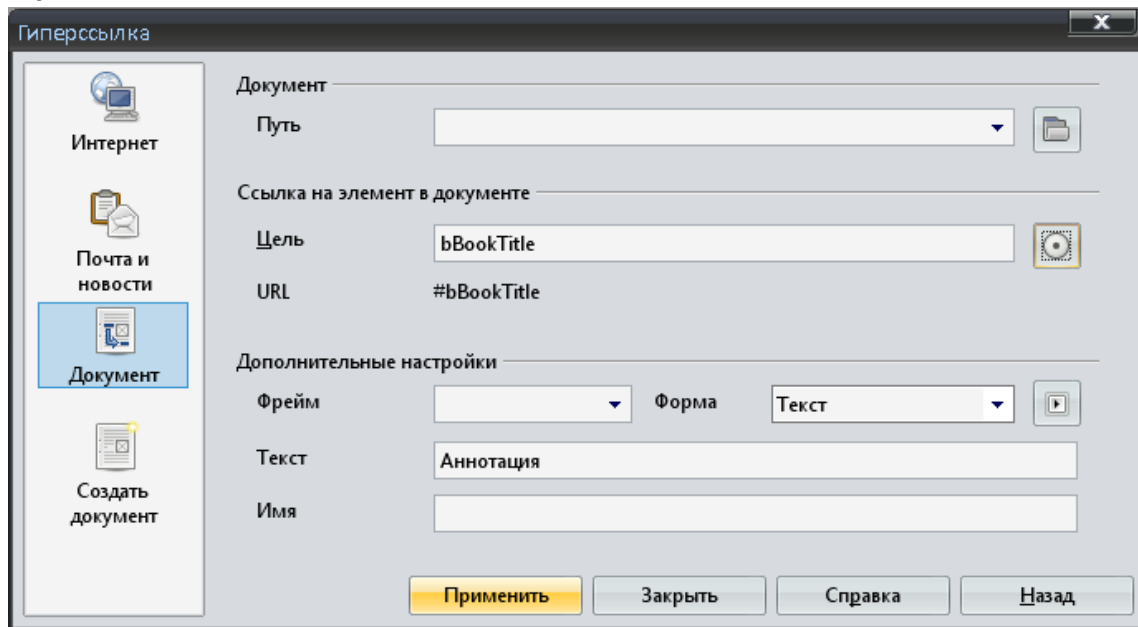 Гиперссылка
Интернет
Почта и
новости
Документ
Создать
документ
Документ
Путь
Ссылка на элемент в документе
Цель bBookTitle
URL #bBookTitle
Дополнительные настройки
Фрейм Форма Текст
Текст Аннотация
Имя
Применить Закрыть Справка Назад